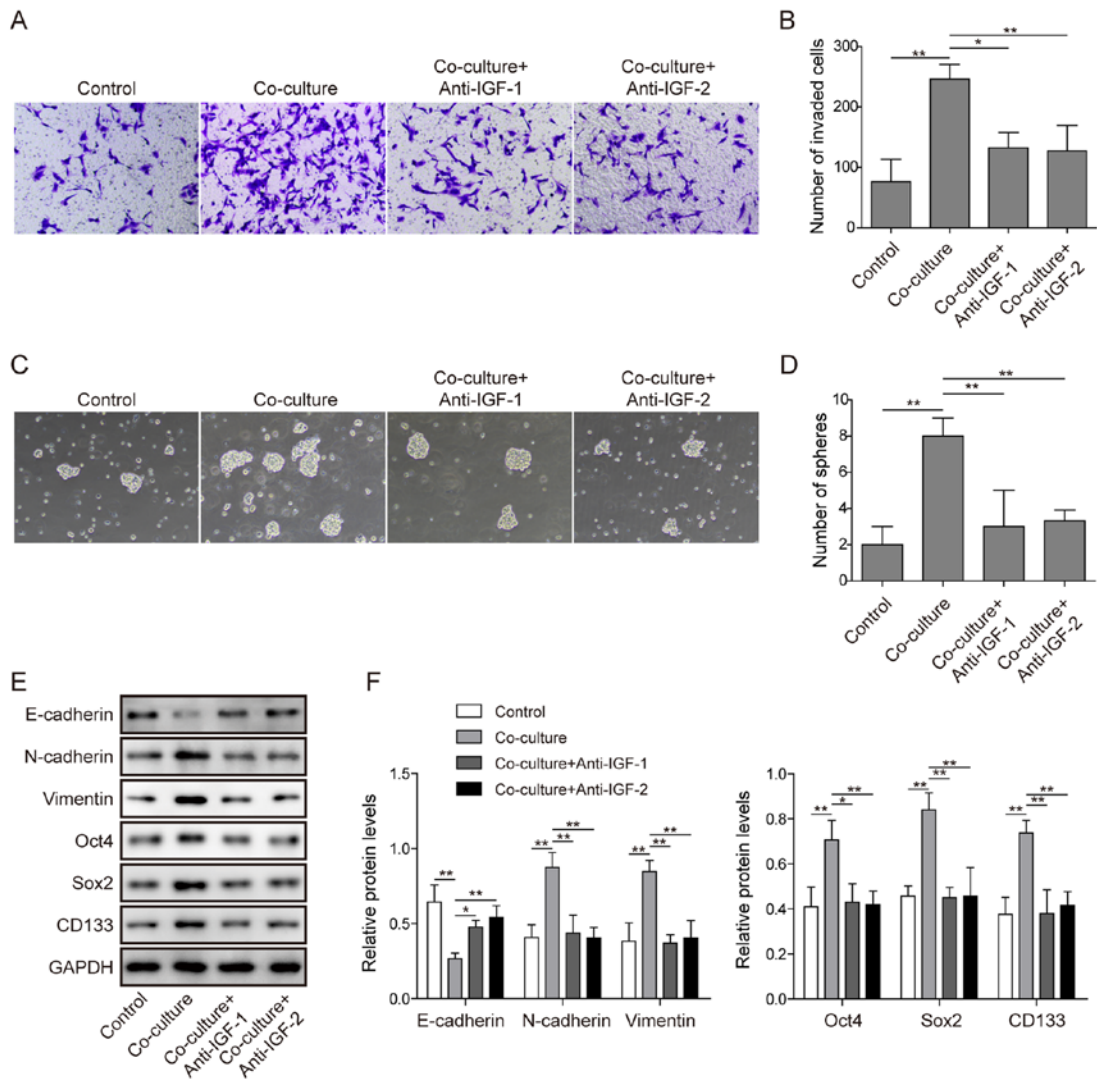 A
Control
Co-culture
Co-culture+
Anti-IGF-1
Co-culture+
Anti-IGF-2
B
Number of invaded cells
300
200
100
0
**
*
**
Control
Co-culture
Co-culture+
Anti-IGF-1
Co-culture+
Anti-IGF-2
C
Control
Co-culture
Co-culture+
Anti-IGF-1
Co-culture+
Anti-IGF-2
D
Number of spheres
10
8
6
4
2
0
**
**
**
Control
Co-culture
Co-culture+
Anti-IGF-1
Co-culture+
Anti-IGF-2
E
E-cadherin
N-cadherin
Vimentin
Oct4
Sox2
CD133
GAPDH
Control
Co-culture
Co-culture+
Anti-IGF-1
Co-culture+
Anti-IGF-2
F
Control
Co-culture
Co-culture+Anti-IGF-1
Co-culture+Anti-IGF-2
Relative protein levels
1.5
1.0
0.5
0.0
**
*
**
**
**
**
**
**
**
E-cadherin
N-cadherin
Vimentin
Relative protein levels
1.0
0.8
0.6
0.4
0.2
0.0
**
*
**
**
**
**
**
**
**
Oct4
Sox2
CD133